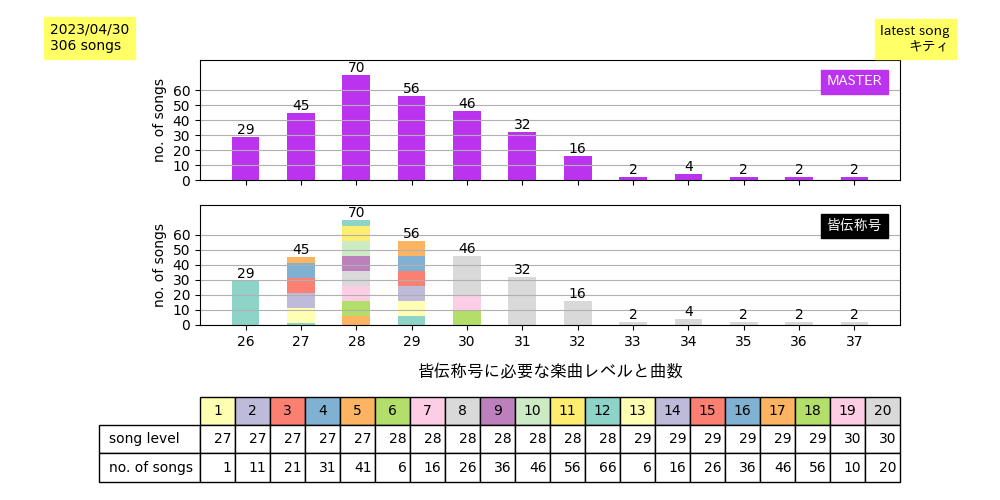 2023/04/30
306 songs
latest song
キティ
no. of songs
60
50
40
30
20
10
0
29 45 70 56 46 32 16 2 4 2 2 2
MASTER
no. of songs
60
50
40
30
20
10
0
29 45 70 56 46 32 16 2 4 2 2 2
皆伝称号
26 27 28 29 30 31 32 33 34 35 36 37
皆伝称号に必要な楽曲レベルと曲数
1 2 3 4 5 6 7 8 9 10 11 12 13 14 15 16 17 18 19 20
song level 27 27 27 27 27 28 28 28 28 28 28 28 29 29 29 29 29 29 30 30
no. of songs 1 11 21 31 41 6 16 26 36 46 56 66 6 16 26 36 46 56 10 20